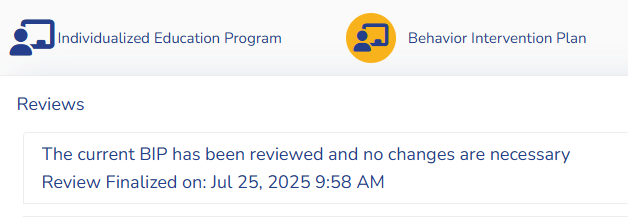 Individualized Education Program
Behavior Intervention Plan
Reviews
The current BIP has been reviewed and no changes are necessary
Review Finalized on: Jul 25, 2025 9:58 AM